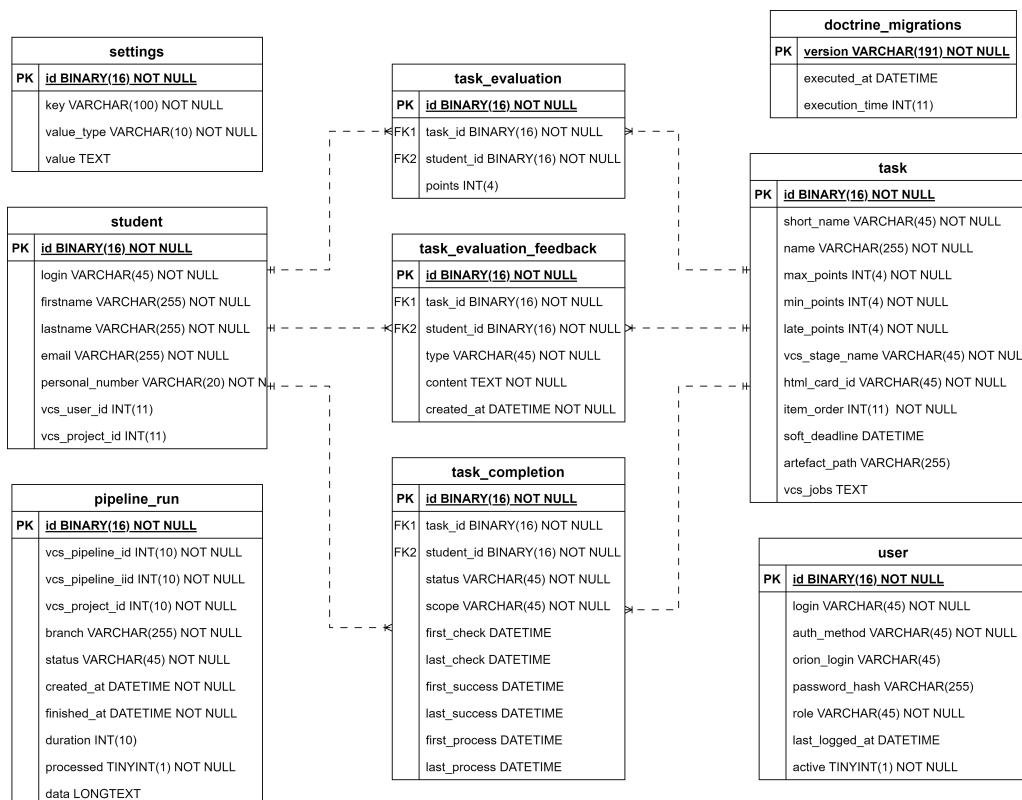 settings
PK id BINARY(16) NOT NULL
key VARCHAR(100) NOT NULL
value_type VARCHAR(10) NOT NULL
value TEXT
student
PK id BINARY(16) NOT NULL
login VARCHAR(45) NOT NULL
firstname VARCHAR(255) NOT NULL
lastname VARCHAR(255) NOT NULL
email VARCHAR(255) NOT NULL
personal_number VARCHAR(20) NOT N
vcs_user_id INT(11)
vcs_project_id INT(11)
pipeline_run
PK id BINARY(16) NOT NULL
vcs_pipeline_id INT(10) NOT NULL
vcs_pipeline_iid INT(10) NOT NULL
vcs_project_id INT(10) NOT NULL
branch VARCHAR(255) NOT NULL
status VARCHAR(45) NOT NULL
created_at DATETIME NOT NULL
finished_at DATETIME NOT NULL
duration INT(10)
processed TINYINT(1) NOT NULL
data LONGTEXT
task_evaluation
PK id BINARY(16) NOT NULL
FK1 task_id BINARY(16) NOT NULL
FK2 student_id BINARY(16) NOT NULL
points INT(4)
task_evaluation_feedback
PK id BINARY(16) NOT NULL
FK1 task_id BINARY(16) NOT NULL
FK2 student_id BINARY(16) NOT NULL
type VARCHAR(45) NOT NULL
content TEXT NOT NULL
created_at DATETIME NOT NULL
task_completion
PK id BINARY(16) NOT NULL
FK1 task_id BINARY(16) NOT NULL
FK2 student_id BINARY(16) NOT NULL
status VARCHAR(45) NOT NULL
scope VARCHAR(45) NOT NULL
first_check DATETIME
last_check DATETIME
first_success DATETIME
last_success DATETIME
first_process DATETIME
last_process DATETIME
doctrine_migrations
PK version VARCHAR(191) NOT NULL
executed_at DATETIME
execution_time INT(11)
task
PK id BINARY(16) NOT NULL
short_name VARCHAR(45) NOT NULL
name VARCHAR(255) NOT NULL
max_points INT(4) NOT NULL
min_points INT(4) NOT NULL
late_points INT(4) NOT NULL
vcs_stage_name VARCHAR(45) NOT NUL
html_card_id VARCHAR(45) NOT NULL
item_order INT(11) NOT NULL
soft_deadline DATETIME
artefact_path VARCHAR(255)
vcs_jobs TEXT
user
PK id BINARY(16) NOT NULL
login VARCHAR(45) NOT NULL
auth_method VARCHAR(45) NOT NULL
orion_login VARCHAR(45)
password_hash VARCHAR(255)
role VARCHAR(45) NOT NULL
last_logged_at DATETIME
active TINYINT(1) NOT NULL